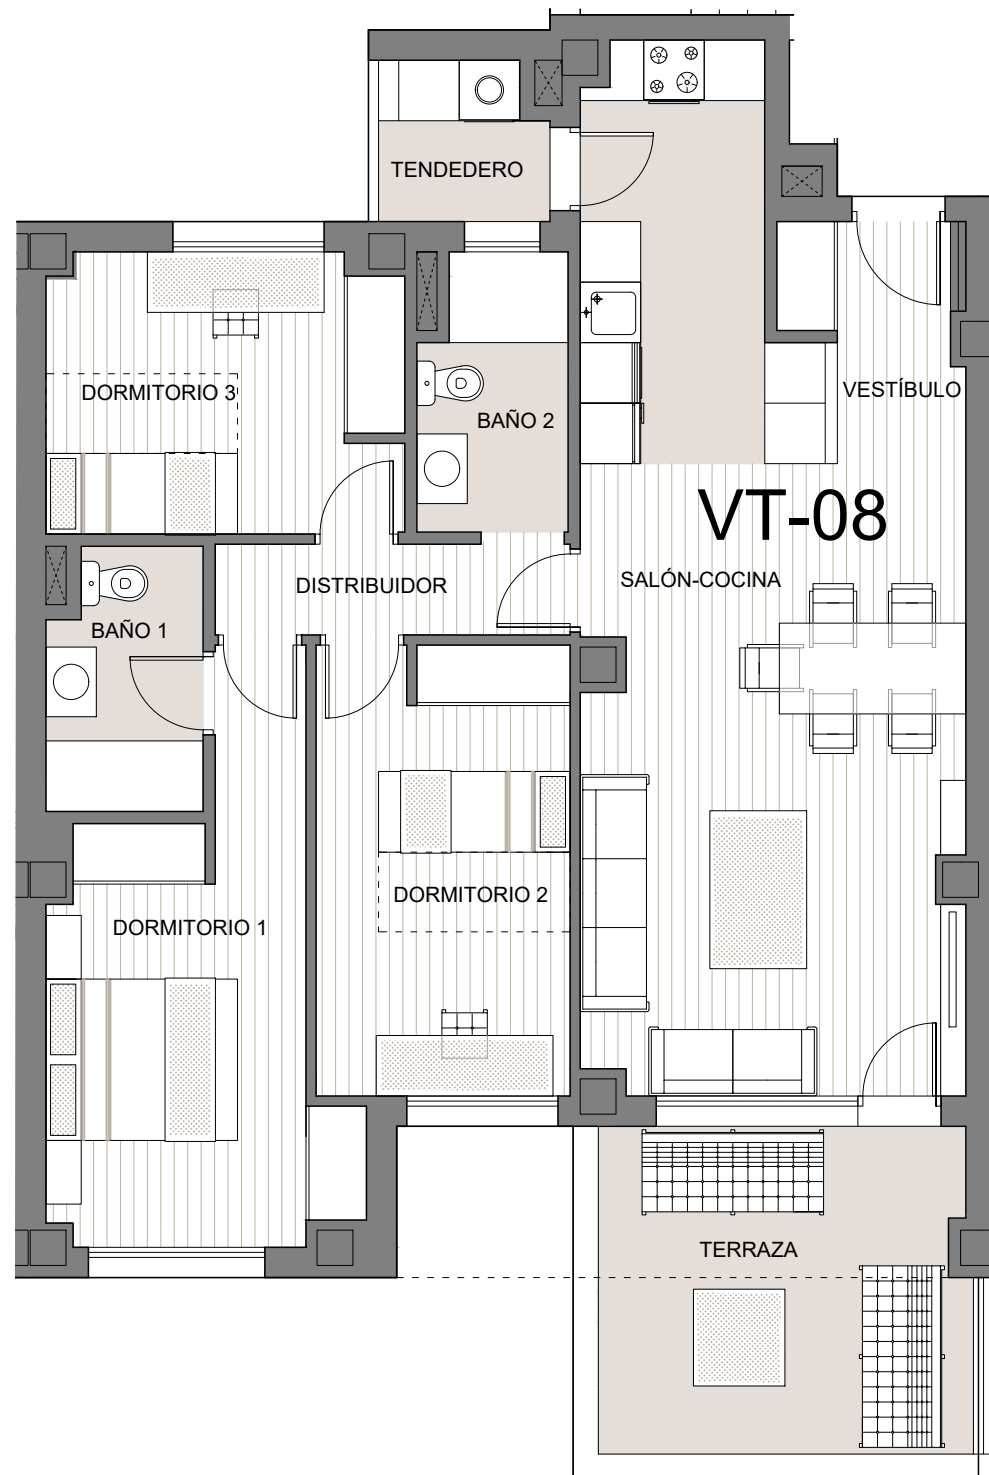 TENDEDERO
DORMITORIO 3
VESTÍBULO
BAÑO 2
VT-08
DISTRIBUIDOR
SALÓN-COCINA
BAÑO 1
DORMITORIO 2
DORMITORIO 1
TERRAZA